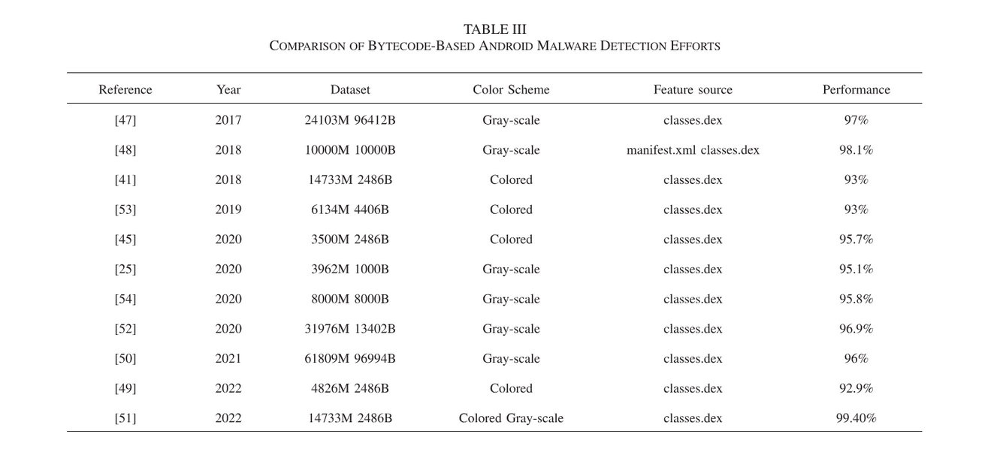 TABLE III
COMPARISON OF BYTECODE-BASED ANDROID MALWARE DETECTION EFFORTS
Reference Year Dataset Color Scheme Feature source Performance
[47] 2017 24103M 96412B Gray-scale classes.dex 97%
[48] 2018 10000M 10000B Gray-scale manifest.xml classes.dex 98.1%
[41] 2018 14733M 2486B Colored classes.dex 93%
[53] 2019 6134M 4406B Colored classes.dex 93%
[45] 2020 3500M 2486B Colored classes.dex 95.7%
[25] 2020 3962M 1000B Gray-scale classes.dex 95.1%
[54] 2020 8000M 8000B Gray-scale classes.dex 95.8%
[52] 2020 31976M 13402B Gray-scale classes.dex 96.9%
[50] 2021 61809M 96994B Gray-scale classes.dex 96%
[49] 2022 4826M 2486B Colored classes.dex 92.9%
[51] 2022 14733M 2486B Colored Gray-scale classes.dex 99.40%